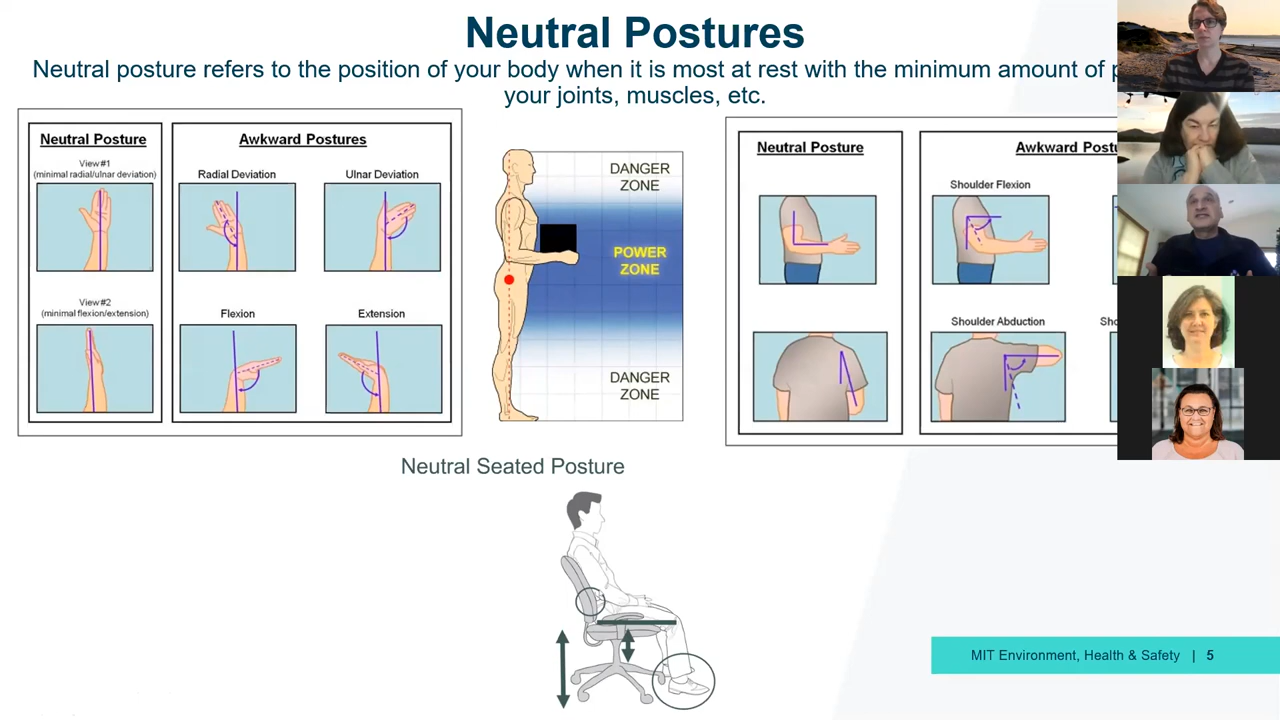 Neutral Postures
Neutral posture refers to the position of your body when it is most at rest with the minimum amount of
your joints, muscles, etc.
Neutral Posture
View #1
(minimal radial/ulnar deviation)
View #2
(minimal flexion/extension)
Awkward Postures
Radial Deviation
Ulnar Deviation
Flexion
Extension
DANGER
ZONE
POWER
ZONE
DANGER
ZONE
Neutral Posture
Awkward
Shoulder Flexion
Shoulder Abduction
Neutral Seated Posture
MIT Environment, Health & Safety | 5